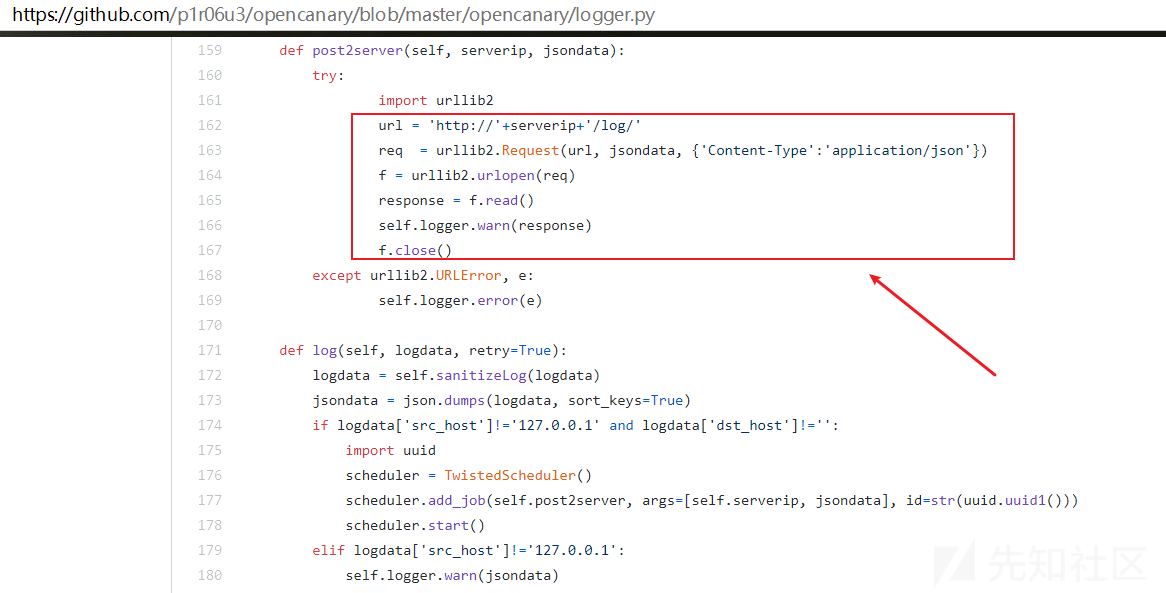 https://github.com/p1r06u3/opencanary/blob/master/opencanary/logger.py
159 def post2server(self, serverip, jsondata):
160 try:
161 import urllib2
162 url = 'http://'+serverip+'/log/'
163 req  = urllib2.Request(url, jsondata, {'Content-Type':'application/json'})
164 f = urllib2.urlopen(req)
165 response = f.read()
166 self.logger.warn(response)
167 f.close()
168 except urllib2.URLError, e:
169 self.logger.error(e)
170
171 def log(self, logdata, retry=True):
172 logdata = self.sanitizeLog(logdata)
173 jsondata = json.dumps(logdata, sort_keys=True)
174 if logdata['src_host']!='127.0.0.1' and logdata['dst_host']!='':
175 import uuid
176 scheduler = TwistedScheduler()
177 scheduler.add_job(self.post2server, args=[self.serverip, jsondata], id=str(uuid.uuid1()))
178 scheduler.start()
179 elif logdata['src_host']!='127.0.0.1':
180 self.logger.warn(jsondata)
先知社区